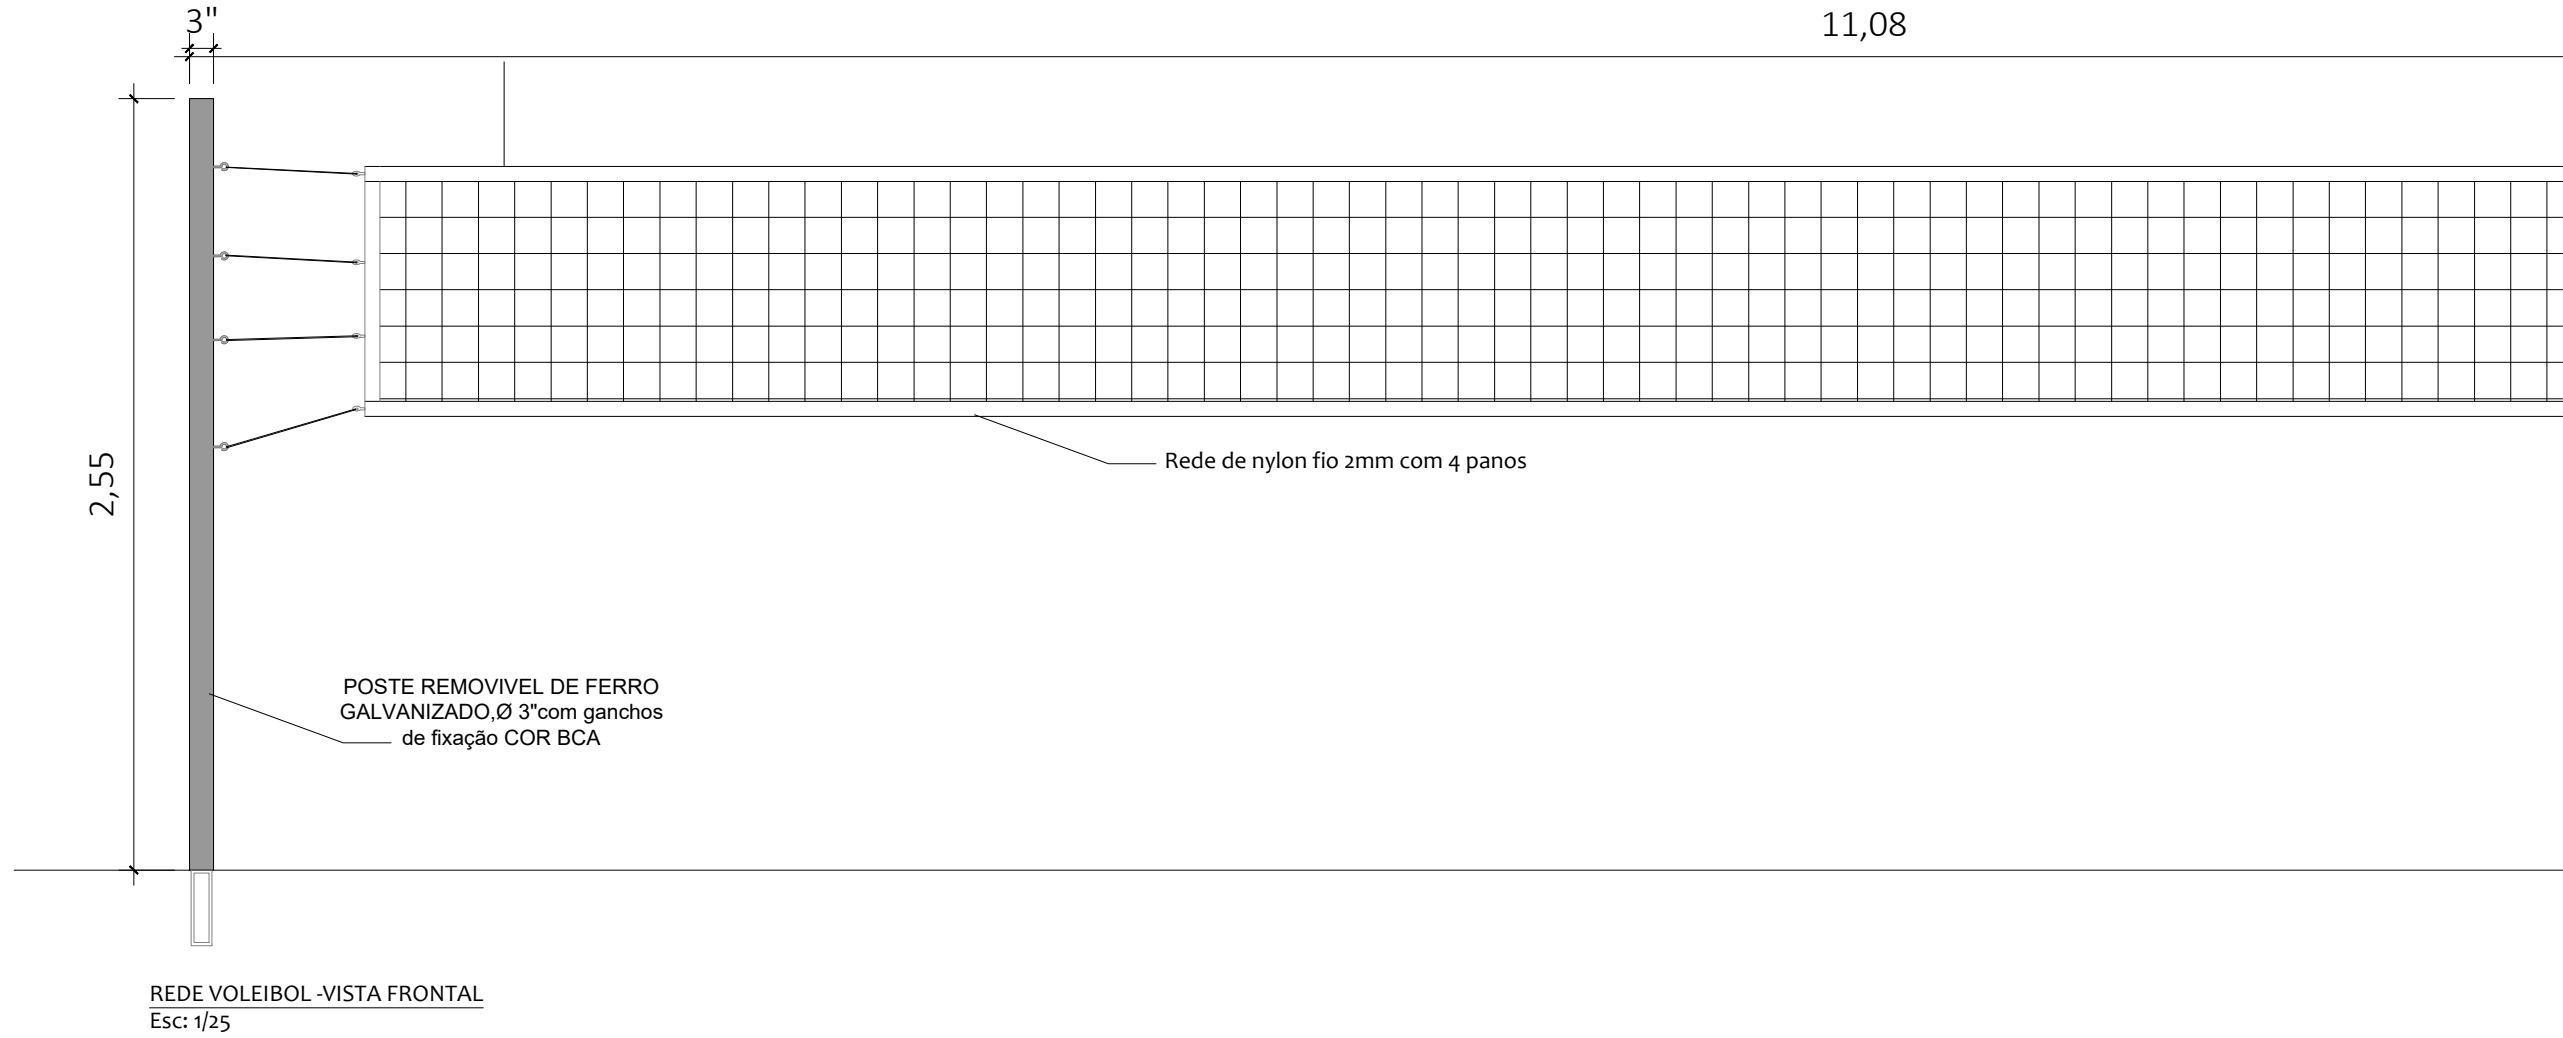 3"
11,08
2,55
Rede de nylon fio 2mm com 4 panos
POSTE REMOVIVEL DE FERRO
GALVANIZADO,Ø 3"com ganchos
de fixação COR BCA
REDE VOLEIBOL -VISTA FRONTAL
Esc: 1/25